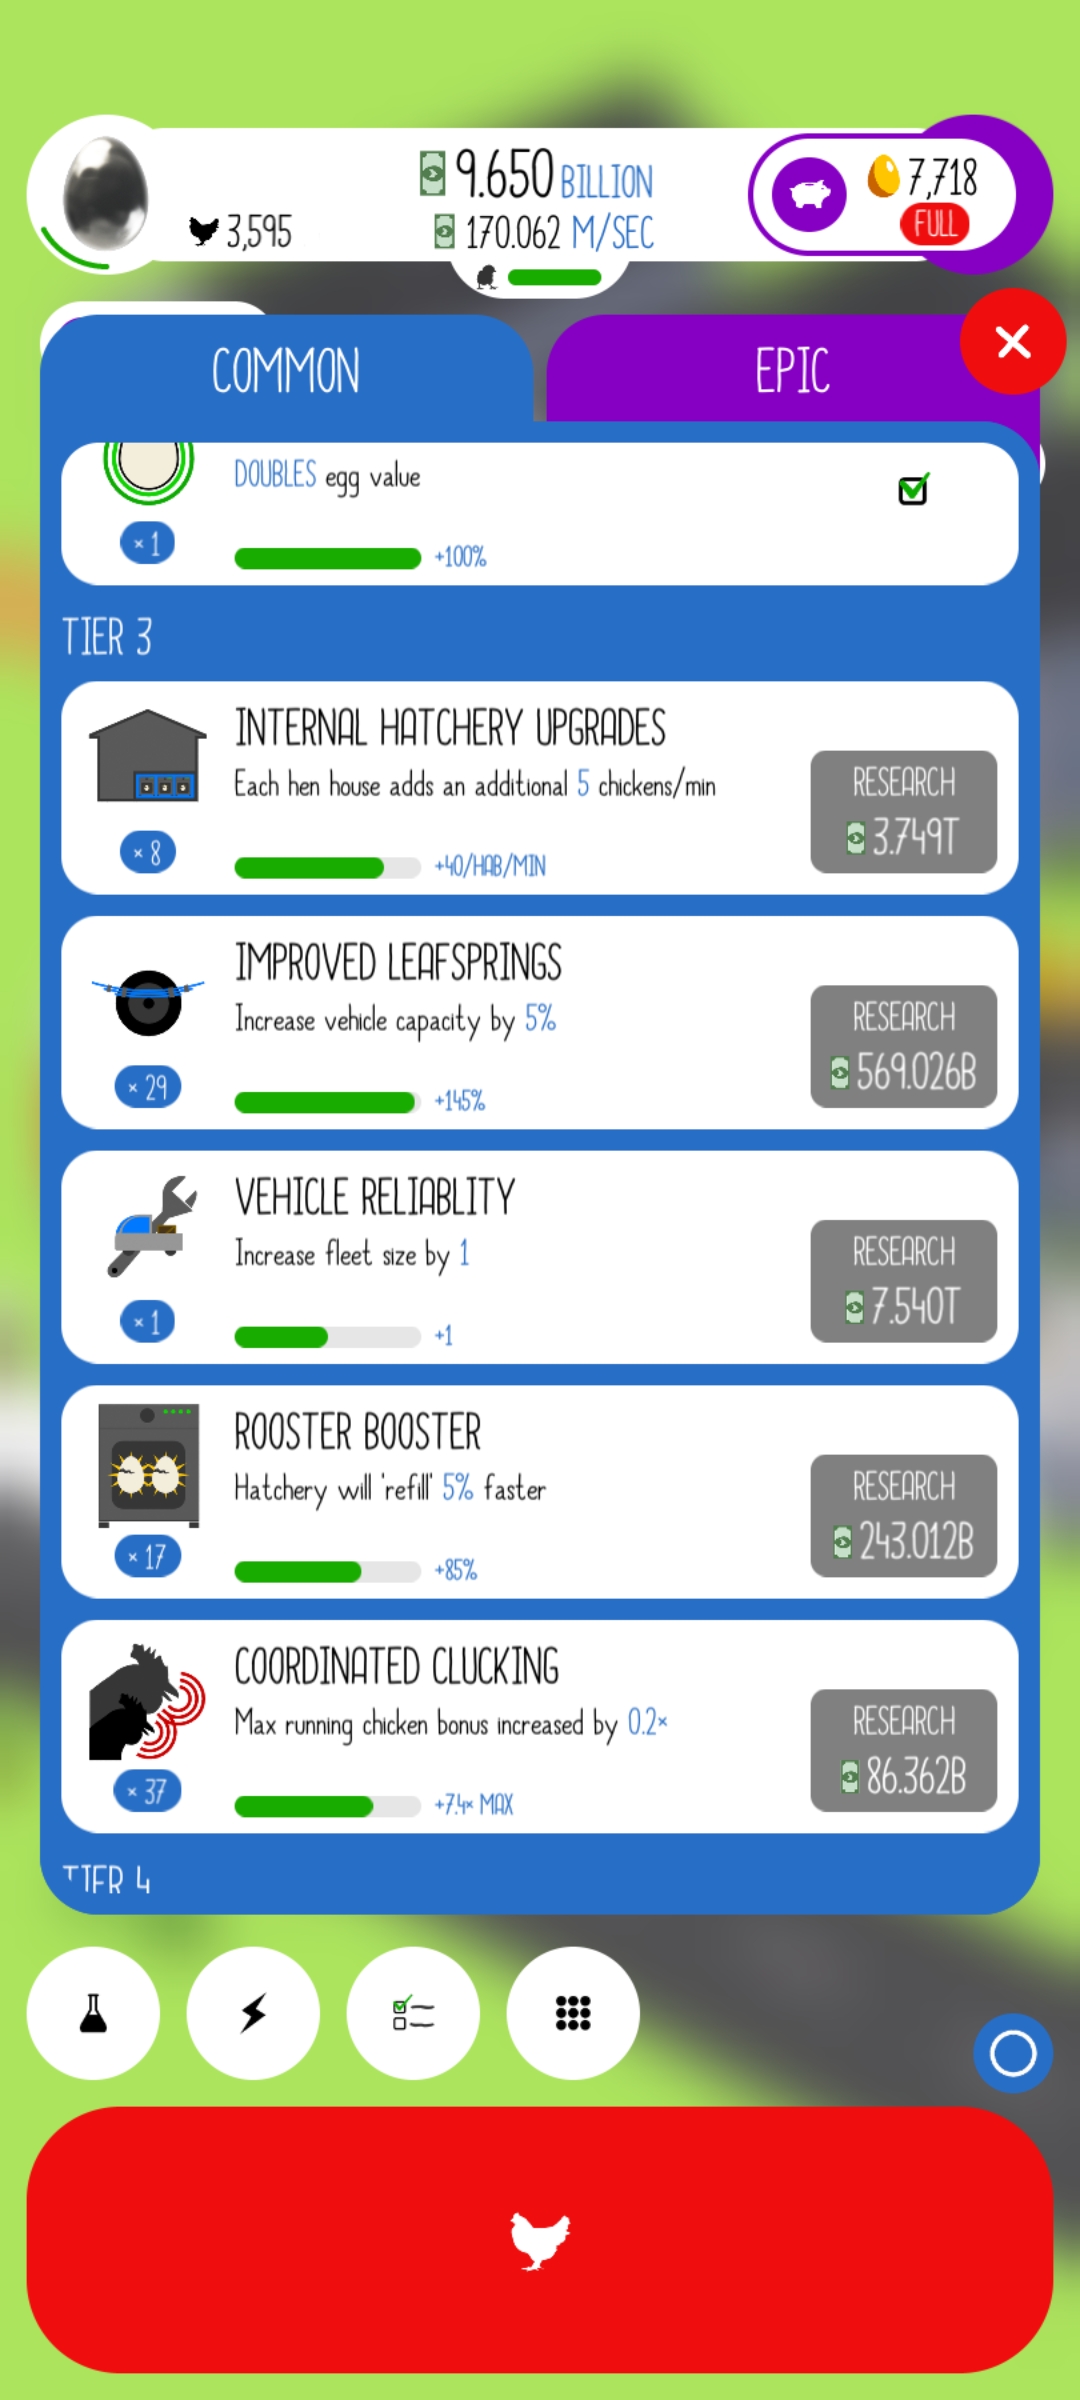 9.650 BILLION
7,718
3,595
170.062 M/SEC
FULL
COMMON
EPIC
DOUBLES egg value
× 1
+100%
TIER 3
INTERNAL HATCHERY UPGRADES
Each hen house adds an additional 5 chickens/min
RESEARCH
3.749T
× 8
+40/HAB/MIN
IMPROVED LEAFSPRINGS
Increase vehicle capacity by 5%
RESEARCH
569.026B
× 29
+145%
VEHICLE RELIABLITY
Increase fleet size by 1
RESEARCH
7.540T
× 1
+1
ROOSTER BOOSTER
Hatchery will 'refill' 5% faster
RESEARCH
243.012B
× 17
+85%
COORDINATED CLUCKING
Max running chicken bonus increased by 0.2×
RESEARCH
86.362B
× 37
+7.4× MAX
TIER 4